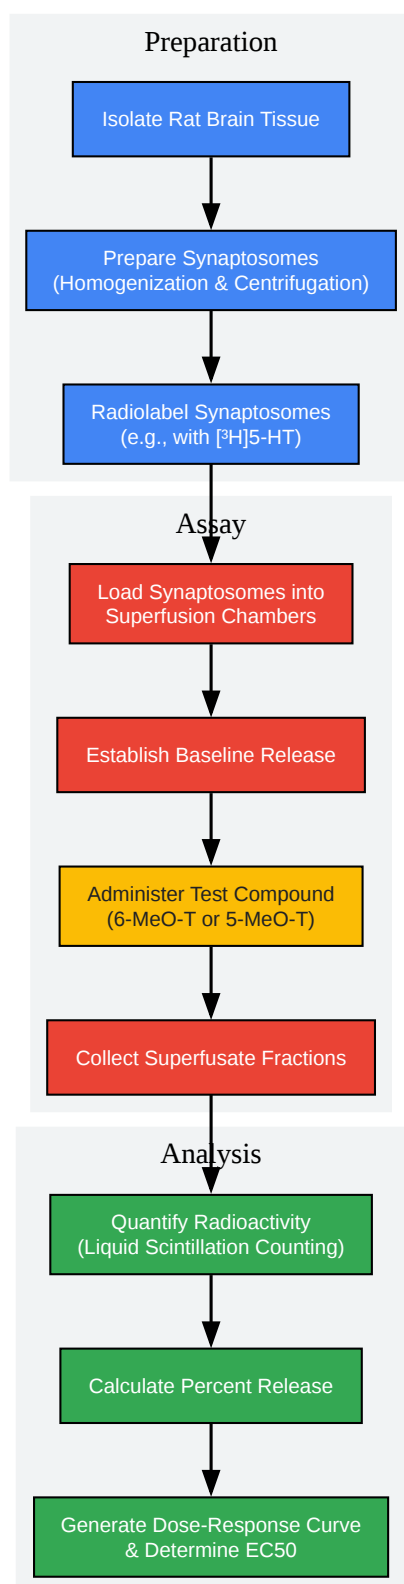 Preparation
Isolate Rat Brain Tissue
Prepare Synaptosomes
(Homogenization & Centrifugation)
Radiolabel Synaptosomes
(e.g., with [³H]5-HT)
Assay
Load Synaptosomes into
Superfusion Chambers
Establish Baseline Release
Administer Test Compound
(6-MeO-T or 5-MeO-T)
Collect Superfusate Fractions
Analysis
Quantify Radioactivity
(Liquid Scintillation Counting)
Calculate Percent Release
Generate Dose-Response Curve
& Determine EC50